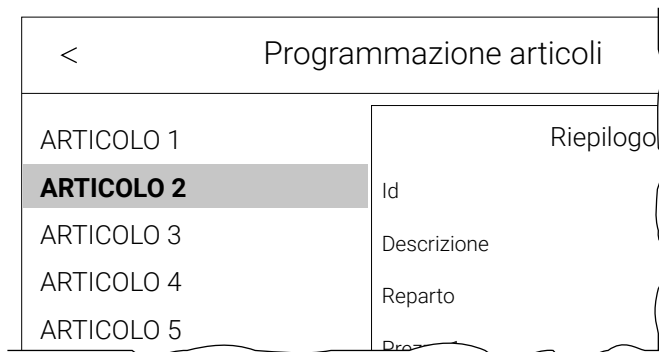 < Programmazione articoli
ARTICOLO 1
ARTICOLO 2
ARTICOLO 3
ARTICOLO 4
ARTICOLO 5
Riepilogo
Id
Descrizione
Reparto